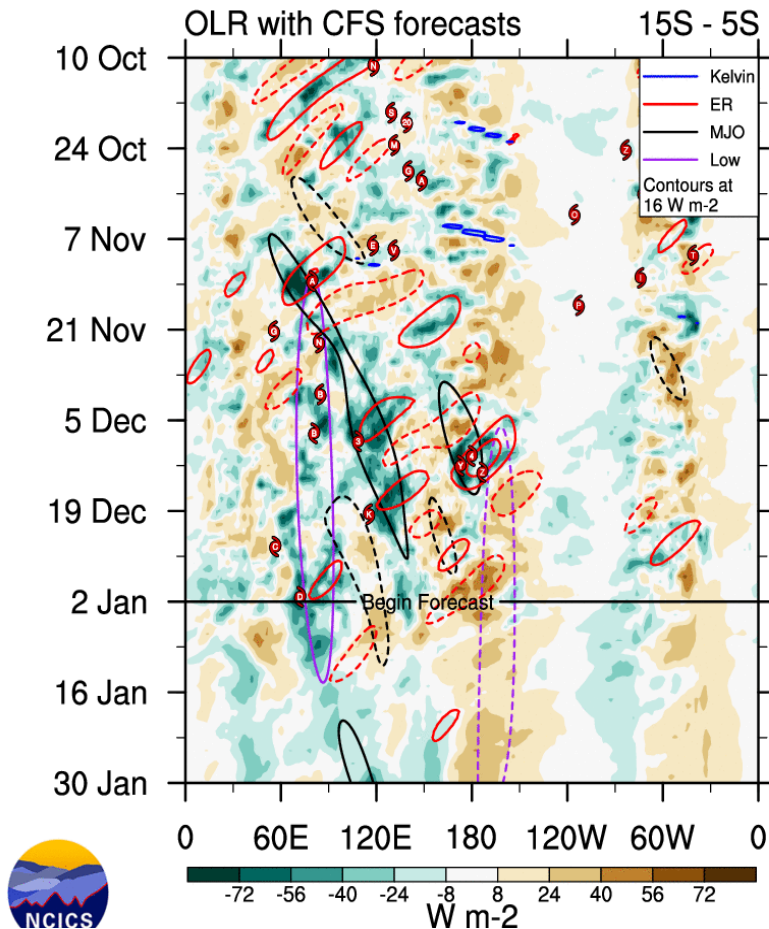 OLR with CFS forecasts 15S - 5S
10 Oct
24 Oct
7 Nov
21 Nov
5 Dec
19 Dec
2 Jan
16 Jan
30 Jan
Kelvin
ER
MJO
Low
Contours at
16 W m-2
N
S
20
M
G
A
Z
O
E
V
T
A
I
P
G
N
B
B
3
Y
Z
K
C
D
Begin Forecast
0 60E 120E 180 120W 60W 0
-72 -56 -40 -24 -8 8 24 40 56 72
W m-2
NCICS